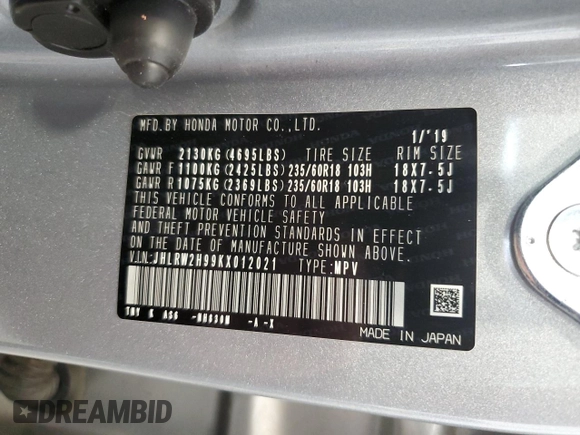 MFD.BY HONDA MOTOR CO.,LTD.
1/'19
GVWR 2130KG(4695LBS) TIRE SIZE RIM SIZE
GAWR F1100KG(2425LBS)235/60R18 103H 18X7.5J
GAWR R1075KG(2369LBS)235/60R18 103H 18X7.5J
THIS VEHICLE CONFORMS TO ALL APPLICABLE
FEDERAL MOTOR VEHICLE SAFETY
AND THEFT PREVENTION STANDARDS IN EFFECT
ON THE DATE OF MANUFACTURE SHOWN ABOVE.
VIN:JHLRW2H99KX012021 TYPE:MPV
-A -I
MADE IN JAPAN
DREAMBID